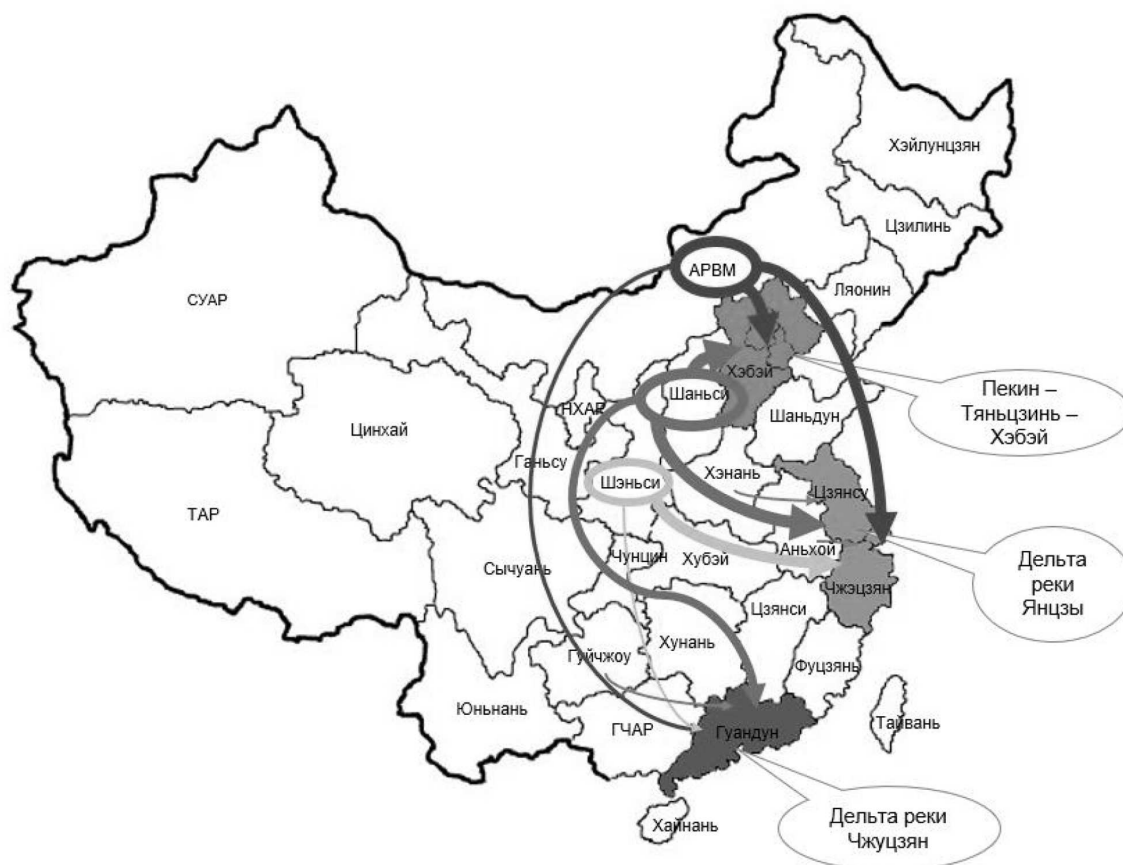 Хэйлунцзян
Цзилинь
АРВМ
Ляонин
СУАР
Хэбэй
Пекин –
Тяньцзинь –
Хэбэй
Шаньси
НХАР
Шаньдун
Цинхай
Ганьсу
Хэнань
Цзянсу
Шэньси
ТАР
Аньхой
Чунцин
Хубэй
Сычуань
Дельта
реки
Янцзы
Чжэцзян
Цзянси
Хунань
Гуйчжоу
Фуцзянь
Юньнань
ГЧАР
Гуандун
Тайвань
Хайнань
Дельта реки
Чжуцзян